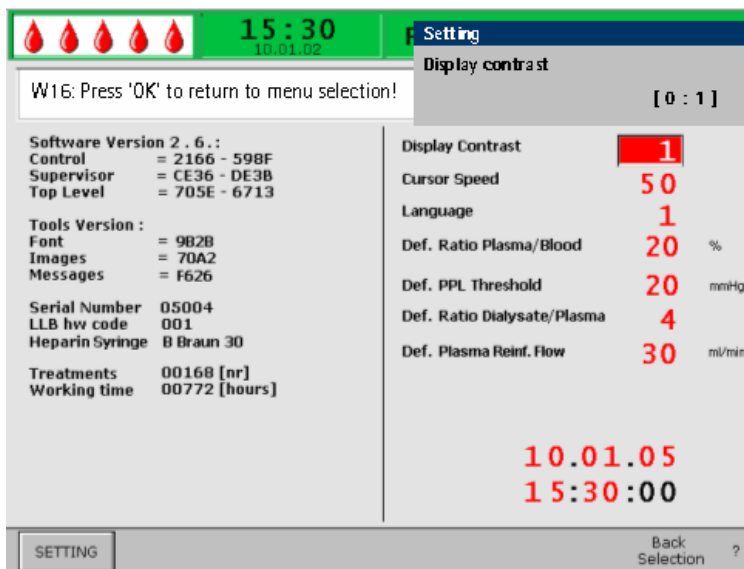 15:30
10.01.02
Setting
Display contrast
[0:1]
W16: Press 'OK' to return to menu selection!
Software Version 2 . 6 . :
Control = 2166 - 598F
Supervisor = CE36 - DE3B
Top Level = 705E - 6713
Tools Version :
Font = 9B2B
Images = 70A2
Messages = F626
Serial Number 05004
LLB hw code 001
Heparin Syringe B Braun 30
Treatments 00168 [nr]
Working time 00772 [hours]
Display Contrast 1
Cursor Speed 50
Language 1
Def. Ratio Plasma/Blood 20 %
Def. PPL Threshold 20 mmHg
Def. Ratio Dialysate/Plasma 4
Def. Plasma Reinf. Flow 30 ml/min
10.01.05
15:30:00
SETTING
Back
Selection
?